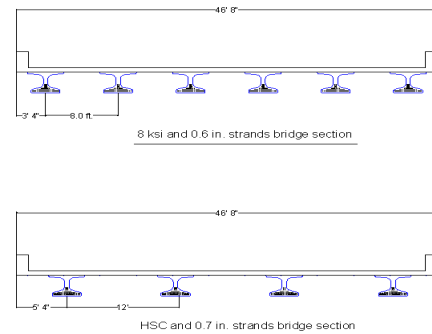 46' 8"
3' 4"
8.0 ft.
8 ksi and 0.6 in. strands bridge section
46' 8"
5' 4"
12'
HSC and 0.7 in. strands bridge section